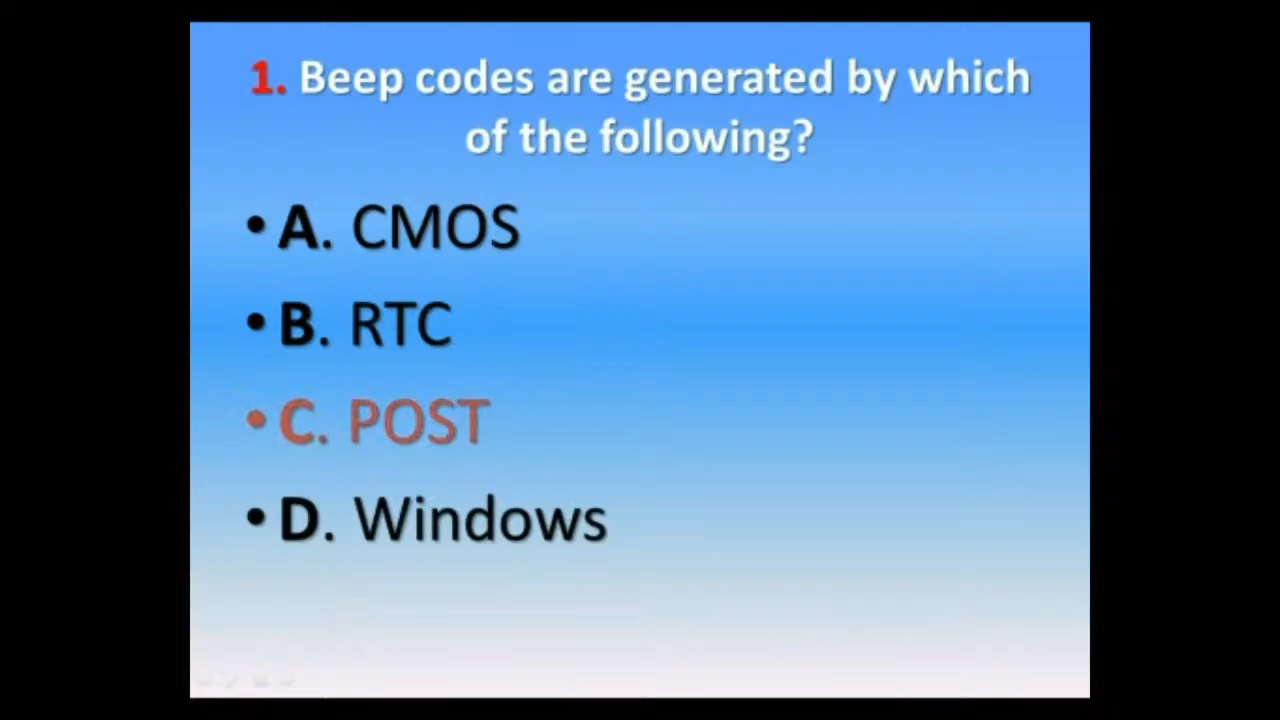 1. Beep codes are generated by which
of the following?
• A. CMOS
• B. RTC
• C. POST
• D. Windows